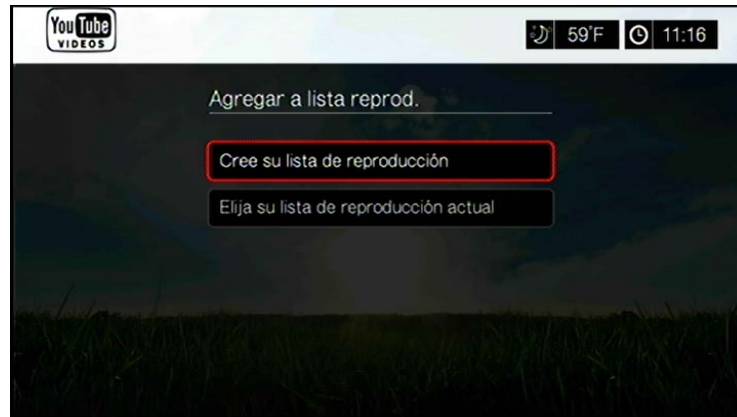 You Tube
VIDEOS
59°F
11:16
Agregar a lista reprod.
Cree su lista de reproducción
Elija su lista de reproducción actual